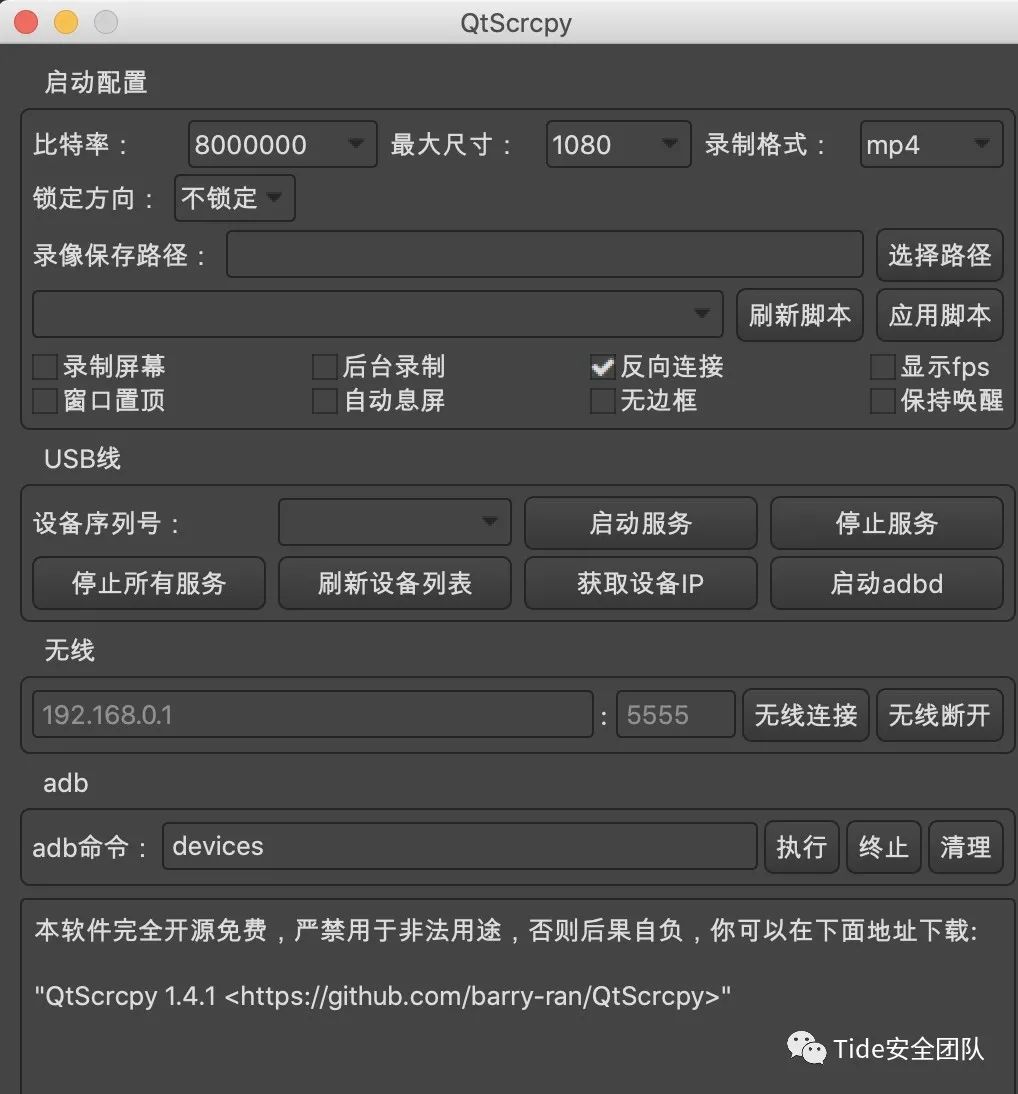 QtScrcpy
启动配置
比特率： 8000000 最大尺寸： 1080 录制格式： mp4
锁定方向： 不锁定
录像保存路径： 选择路径
刷新脚本 应用脚本
录制屏幕 后台录制 反向连接 显示fps
窗口置顶 自动息屏 无边框 保持唤醒
USB线
设备序列号： 启动服务 停止服务
停止所有服务 刷新设备列表 获取设备IP 启动adbd
无线
192.168.0.1 : 5555 无线连接 无线断开
adb
adb命令： devices 执行 终止 清理
本软件完全开源免费，严禁用于非法用途，否则后果自负，你可以在下面地址下载:
"QtScrcpy 1.4.1 <https://github.com/barry-ran/QtScrcpy>"
Tide安全团队